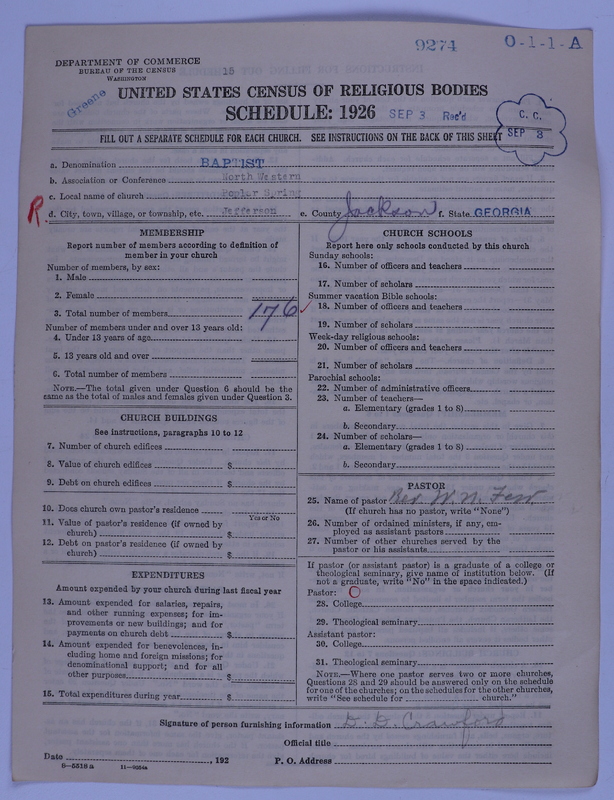 9274 O-1-1-A
DEPARTMENT OF COMMERCE
BUREAU OF THE CENSUS 15
WASHINGTON
Greene
UNITED STATES CENSUS OF RELIGIOUS BODIES
SCHEDULE: 1926 SEP 3 Rec'd
C. C.
SEP 3
FILL OUT A SEPARATE SCHEDULE FOR EACH CHURCH. SEE INSTRUCTIONS ON THE BACK OF THIS SHEET
a. Denomination BAPTIST
b. Association or Conference North Western
c. Local name of church Poplar Spring
R. d. City, town, village, or township, etc. Jefferson e. County Jackson f. State GEORGIA
MEMBERSHIP
Report number of members according to definition of
member in your church
Number of members, by sex:
1. Male
2. Female
3. Total number of members 176 ✓
Number of members under and over 13 years old:
4. Under 13 years of age
5. 13 years old and over
6. Total number of members
NOTE.—The total given under Question 6 should be the
same as the total of males and females given under Question 3.
CHURCH BUILDINGS
See instructions, paragraphs 10 to 12
7. Number of church edifices
8. Value of church edifices $
9. Debt on church edifices $
10. Does church own pastor's residence
Yes or No
11. Value of pastor's residence (if owned by
church) $
12. Debt on pastor's residence (if owned by
church) $
EXPENDITURES
Amount expended by your church during last fiscal year
13. Amount expended for salaries, repairs,
and other running expenses; for im-
provements or new buildings; and for
payments on church debt $
14. Amount expended for benevolences, in-
cluding home and foreign missions; for
denominational support; and for all
other purposes $
15. Total expenditures during year $
CHURCH SCHOOLS
Report here only schools conducted by this church
Sunday schools:
16. Number of officers and teachers
17. Number of scholars
Summer vacation Bible schools:
18. Number of officers and teachers
19. Number of scholars
Week-day religious schools:
20. Number of officers and teachers
21. Number of scholars
Parochial schools:
22. Number of administrative officers
23. Number of teachers—
a. Elementary (grades 1 to 8)
b. Secondary
24. Number of scholars—
a. Elementary (grades 1 to 8)
b. Secondary
PASTOR
25. Name of pastor Rev. W. N.
(If church has no pastor, write "None")
26. Number of ordained ministers, if any, em-
ployed as assistant pastors
27. Number of other churches served by the
pastor or his assistants
If pastor (or assistant pastor) is a graduate of a college or
theological seminary, give name of institution below. (If
not a graduate, write "No" in the space indicated.)
Pastor: O
28. College
29. Theological seminary
Assistant pastor:
30. College
31. Theological seminary
NOTE.—Where one pastor serves two or more churches,
Questions 28 and 29 should be answered only on the schedule
for one of the churches; on the schedules for the other churches,
write "See schedule for church."
Signature of person furnishing information G. G. Crawford
Official title
Date , 192 P. O. Address
6—5518 a 11—9024a